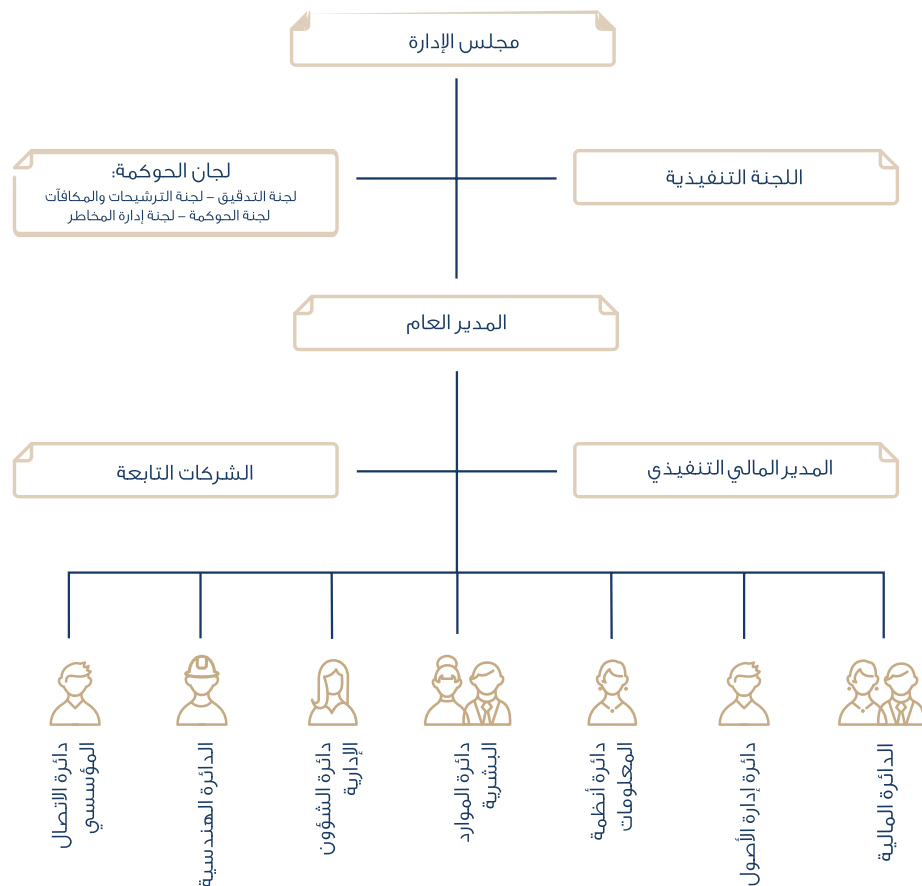 مجلس الإدارة
اللجنة التنفيذية
لجان الحوكمة:
لجنة التدقيق – لجنة الترشيحات والمكافآت
لجنة الحوكمة – لجنة إدارة المخاطر
المدير العام
المدير المالي التنفيذي
الشركات التابعة
الدائرة المالية
دائرة إدارة الأصول
دائرة أنظمة
المعلومات
دائرة الموارد
البشرية
دائرة الشؤون
الإدارية
الدائرة الهندسية
دائرة الاتصال
المؤسسي